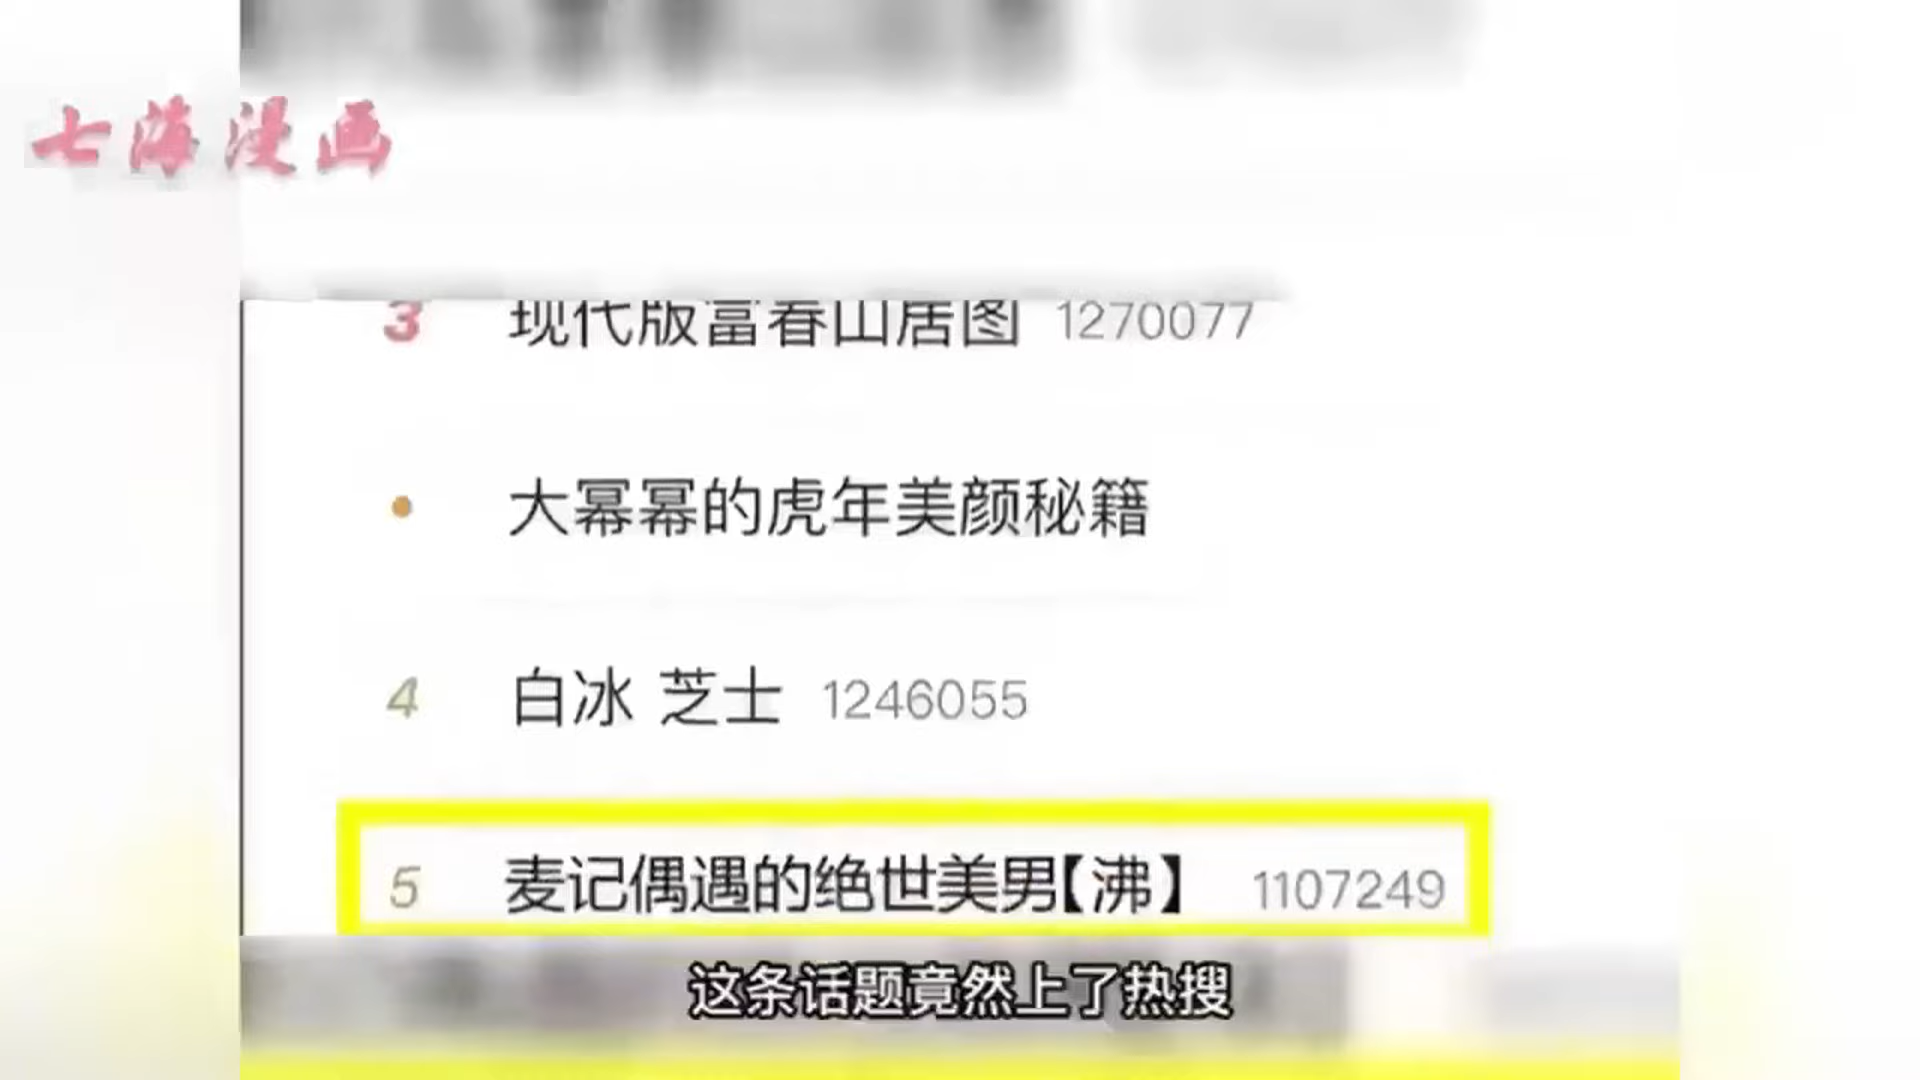 七海漫画
3 现代版富春山居图 1270077
大幂幂的虎年美颜秘籍
4 白冰 芝士 1246055
5 麦记偶遇的绝世美男【沸】 1107249
这条话题竟然上了热搜